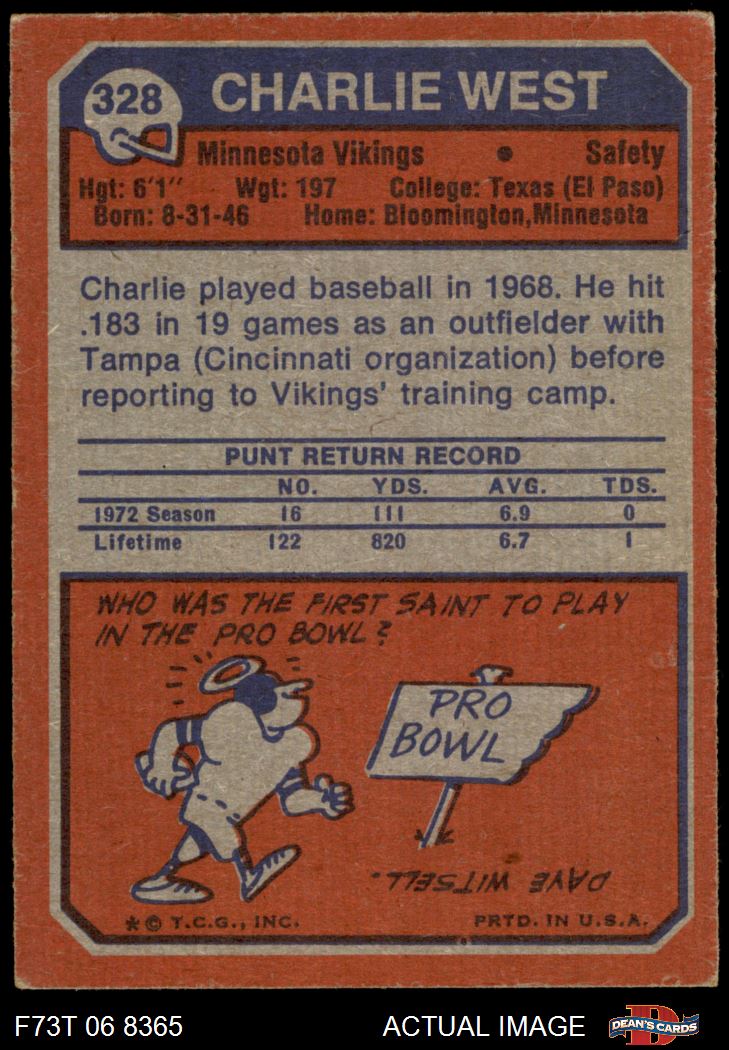 328
CHARLIE WEST
Minnesota Vikings • Safety
Hgt: 6'1" Wgt: 197 College: Texas (El Paso)
Born: 8-31-46 Home: Bloomington,Minnesota
Charlie played baseball in 1968. He hit
.183 in 19 games as an outfielder with
Tampa (Cincinnati organization) before
reporting to Vikings' training camp.
PUNT RETURN RECORD
NO. YDS. AVG. TDS.
1972 Season 16 111 6.9 0
Lifetime 122 820 6.7 1
WHO WAS THE FIRST SAINT TO PLAY
IN THE PRO BOWL?
PRO
BOWL
DAVE WITSELL.
*© T.C.G., INC. PRTD. IN U.S.A.
F73T 06 8365 ACTUAL IMAGE DEAN'S CARDS